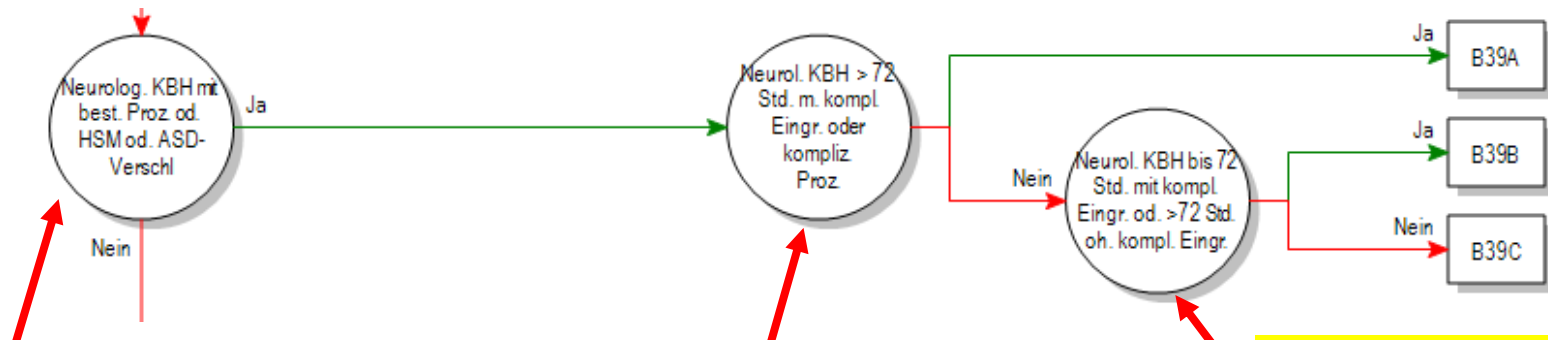 Neurolog. KBH mit
best. Proz. od.
HSM od. ASD-
Verschl
Ja
Nein
Neurol. KBH > 72
Std. m. kompl.
Eingr. oder
kompliz.
Proz.
Ja
B39A
Nein
Neurol. KBH bis 72
Std. mit kompl.
Eingr. od. >72 Std.
oh. kompl. Eingr.
Ja
B39B
Nein
B39C